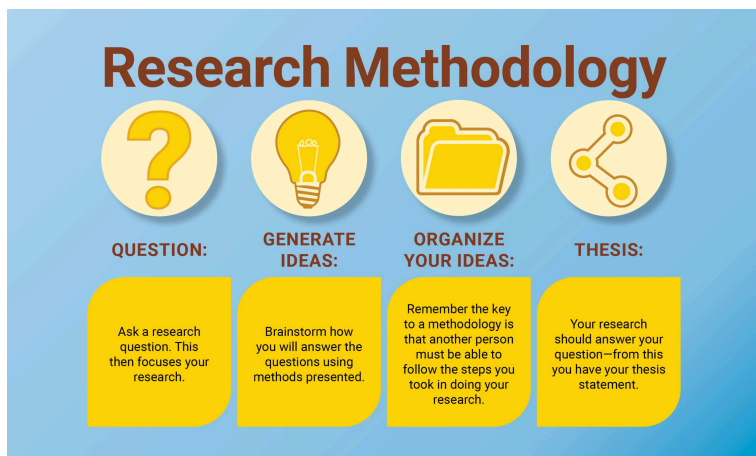 Research Methodology
QUESTION:
Ask a research
question. This
then focuses your
research.
GENERATE
IDEAS:
Brainstorm how
you will answer the
questions using
methods presented.
ORGANIZE
YOUR IDEAS:
Remember the key
to a methodology is
that another person
must be able to
follow the steps you
took in doing your
research.
THESIS:
Your research
should answer your
question—from this
you have your thesis
statement.